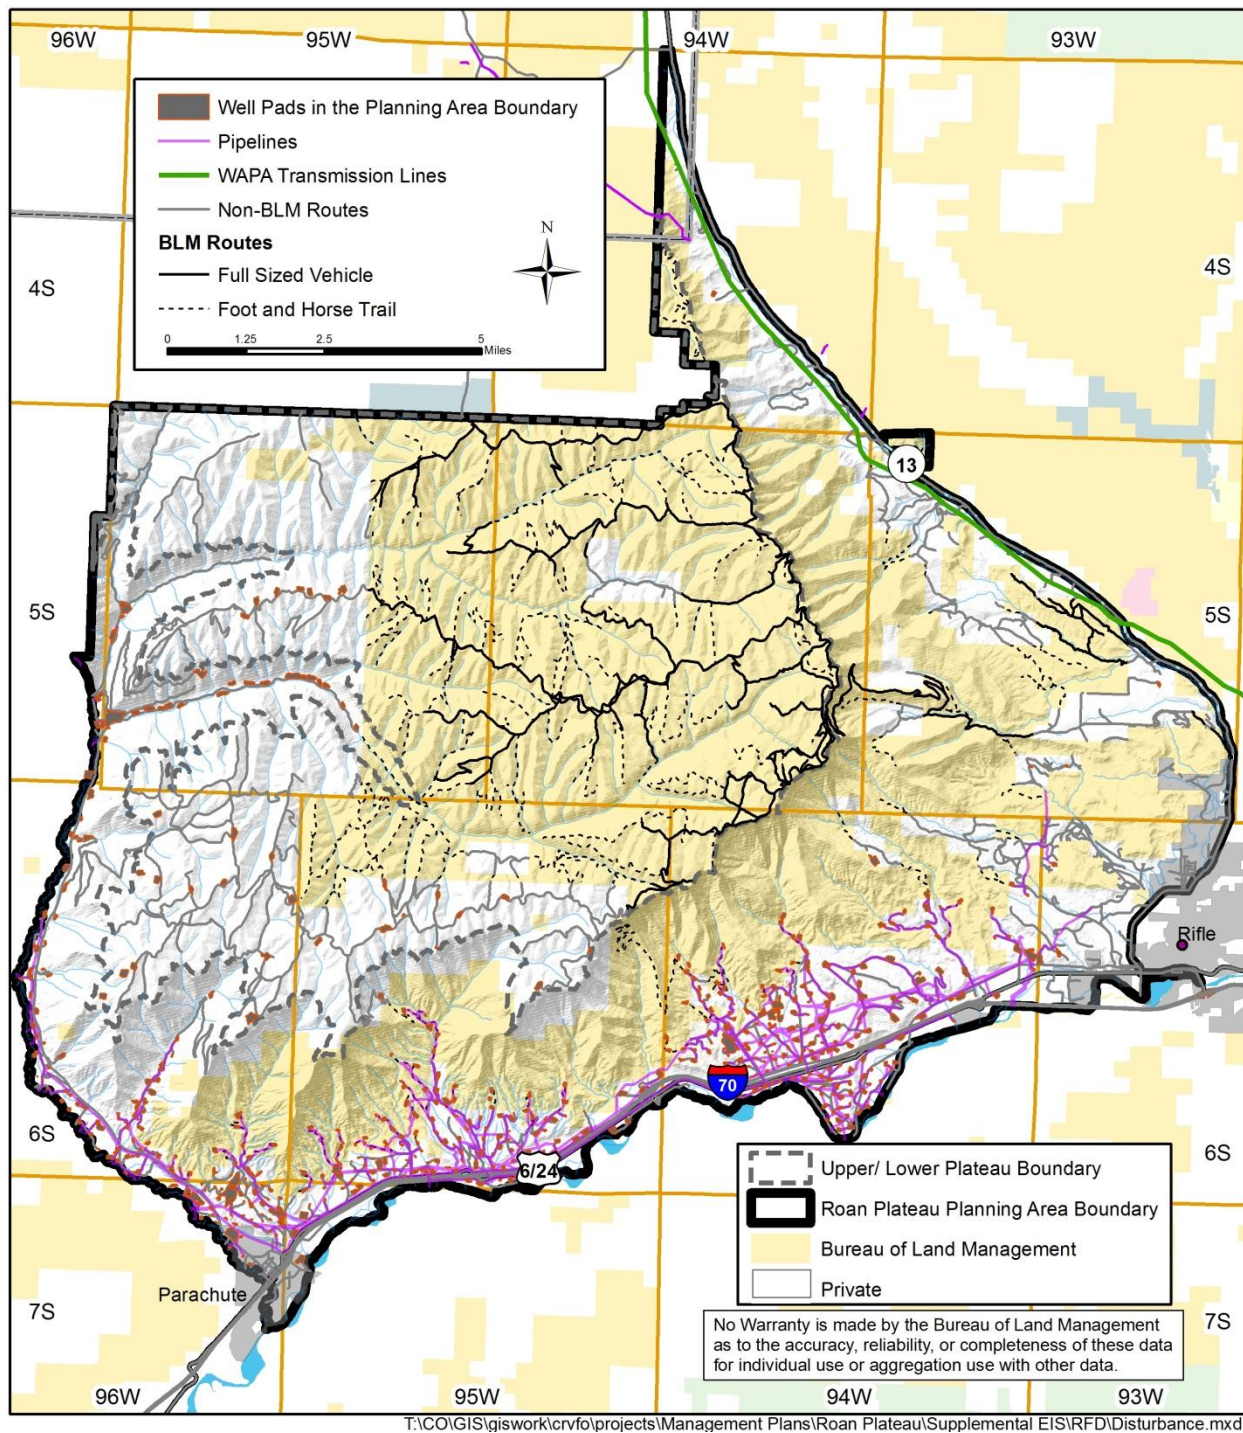 96W
95W
94W
93W
Well Pads in the Planning Area Boundary
Pipelines
WAPA Transmission Lines
Non-BLM Routes
BLM Routes
Full Sized Vehicle
Foot and Horse Trail
N
0 1.25 2.5 5
Miles
4S
4S
13
5S
5S
Rifle
70
6/24
6S
6S
Upper/ Lower Plateau Boundary
Roan Plateau Planning Area Boundary
Bureau of Land Management
Private
Parachute
7S
7S
No Warranty is made by the Bureau of Land Management
as to the accuracy, reliability, or completeness of these data
for individual use or aggregation use with other data.
96W
95W
94W
93W
T:\CO\GIS\giswork\crvfo\projects\Management Plans\Roan Plateau\Supplemental EIS\RFD\Disturbance.mxd